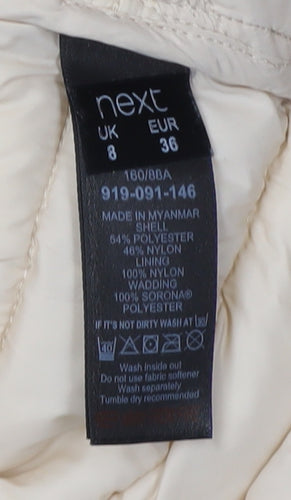 next
UK EUR
8 36
160/88A
919-091-146
MADE IN MYANMAR
SHELL
54% POLYESTER
46% NYLON
LINING
100% NYLON
WADDING
100% SORONA®
POLYESTER
IF IT'S NOT DIRTY WASH AT 30
40
Wash inside out
Do not use fabric softener
Wash separately
Tumble dry recommended